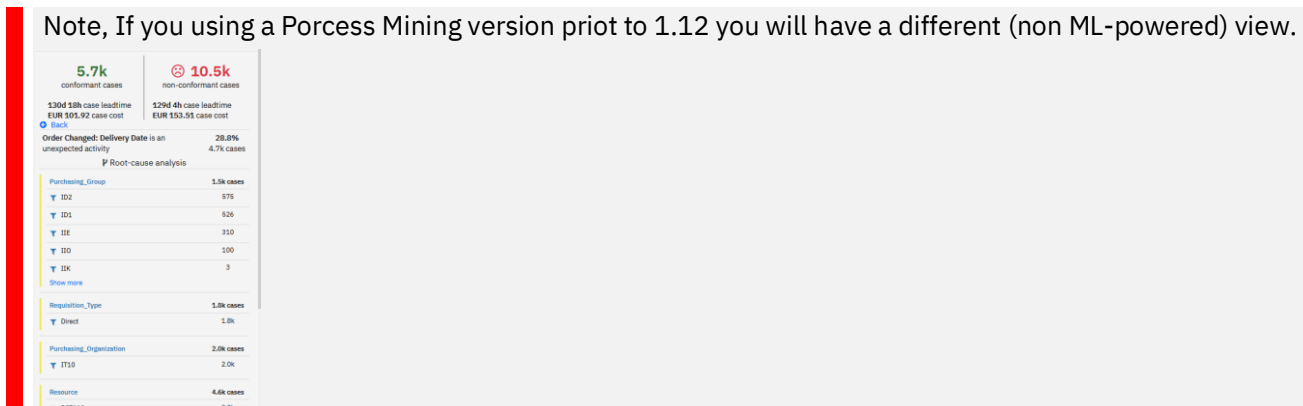 Note, If you using a Porcess Mining version priot to 1.12 you will have a different (non ML-powered) view.
5.7k 10.5k
conformant cases non-conformant cases
130d 18h case leadtime 129d 4h case leadtime
EUR 101.92 case cost EUR 153.51 case cost
Back
Order Changed: Delivery Date is an 28.8%
unexpected activity 4.7k cases
Root-cause analysis
Purchasing_Group 1.5k cases
ID2 575
ID1 526
IIE 310
IIO 100
IIK 3
Show more
Requisition_Type 1.8k cases
Direct 1.8k
Purchasing_Organization 2.0k cases
IT10 2.0k
Resource 4.6k cases